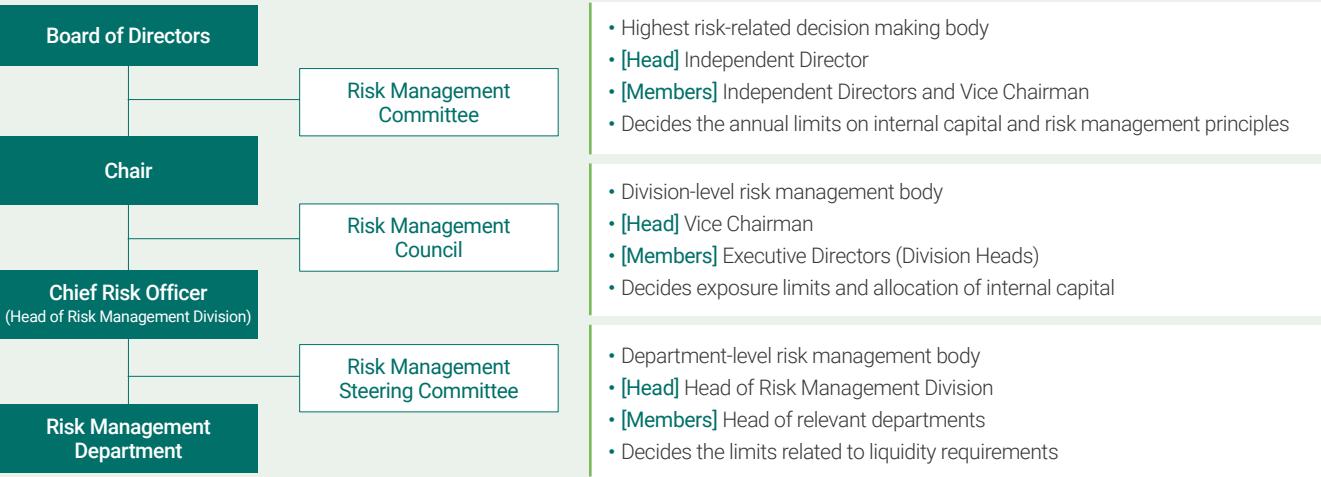 Board of Directors
Risk Management
Committee
Chair
Risk Management
Council
Chief Risk Officer
(Head of Risk Management Division)
Risk Management
Steering Committee
Risk Management
Department
• Highest risk-related decision making body
• [Head] Independent Director
• [Members] Independent Directors and Vice Chairman
• Decides the annual limits on internal capital and risk management principles
• Division-level risk management body
• [Head] Vice Chairman
• [Members] Executive Directors (Division Heads)
• Decides exposure limits and allocation of internal capital
• Department-level risk management body
• [Head] Head of Risk Management Division
• [Members] Head of relevant departments
• Decides the limits related to liquidity requirements